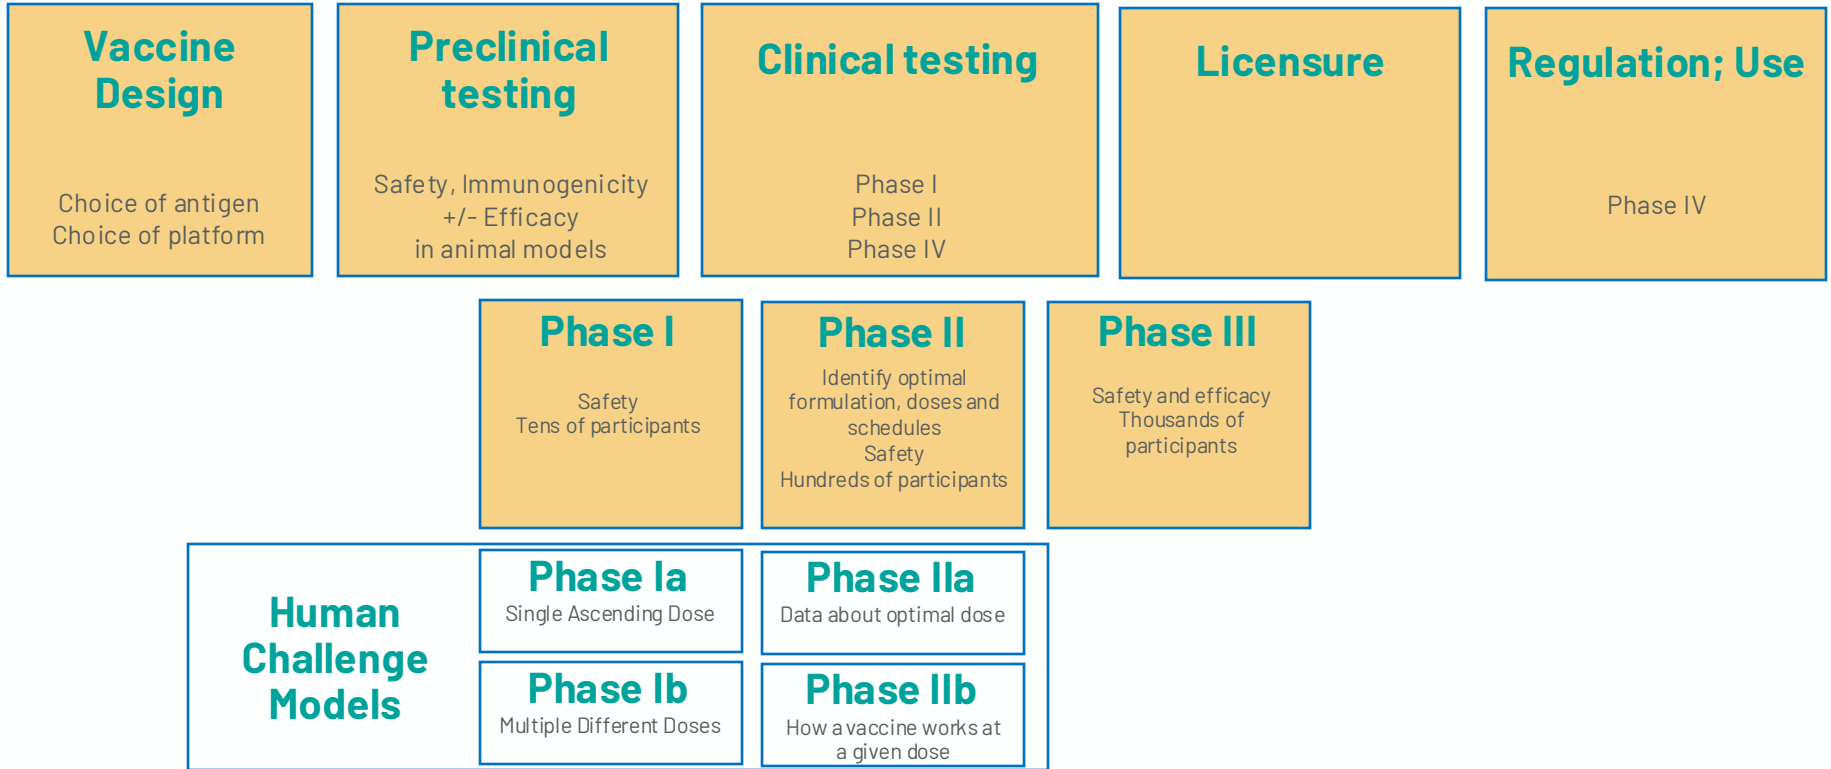 Vaccine
Design
Choice of antigen
Choice of platform
Preclinical
testing
Safety, Immunogenicity
+/- Efficacy
in animal models
Clinical testing
Phase I
Phase II
Phase IV
Licensure
Regulation; Use
Phase IV
Phase I
Safety
Tens of participants
Phase II
Identify optimal
formulation, doses and
schedules
Safety
Hundreds of participants
Phase III
Safety and efficacy
Thousands of
participants
Human
Challenge
Models
Phase Ia
Single Ascending Dose
Phase IIa
Data about optimal dose
Phase Ib
Multiple Different Doses
Phase IIb
How a vaccine works at
a given dose